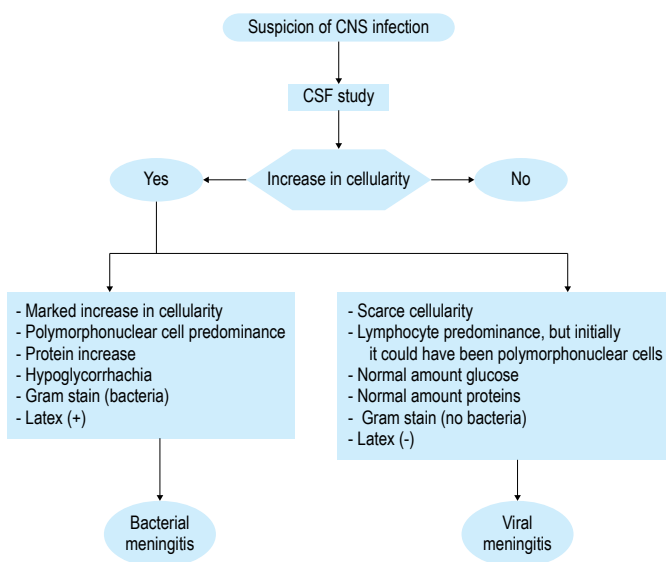 Suspicion of CNS infection
CSF study
Yes
Increase in cellularity
No
- Marked increase in cellularity
- Polymorphonuclear cell predominance
- Protein increase
- Hypoglycorrhachia
- Gram stain (bacteria)
- Latex (+)
- Scarce cellularity
- Lymphocyte predominance, but initially
it could have been polymorphonuclear cells
- Normal amount glucose
- Normal amount proteins
- Gram stain (no bacteria)
- Latex (-)
Bacterial
meningitis
Viral
meningitis